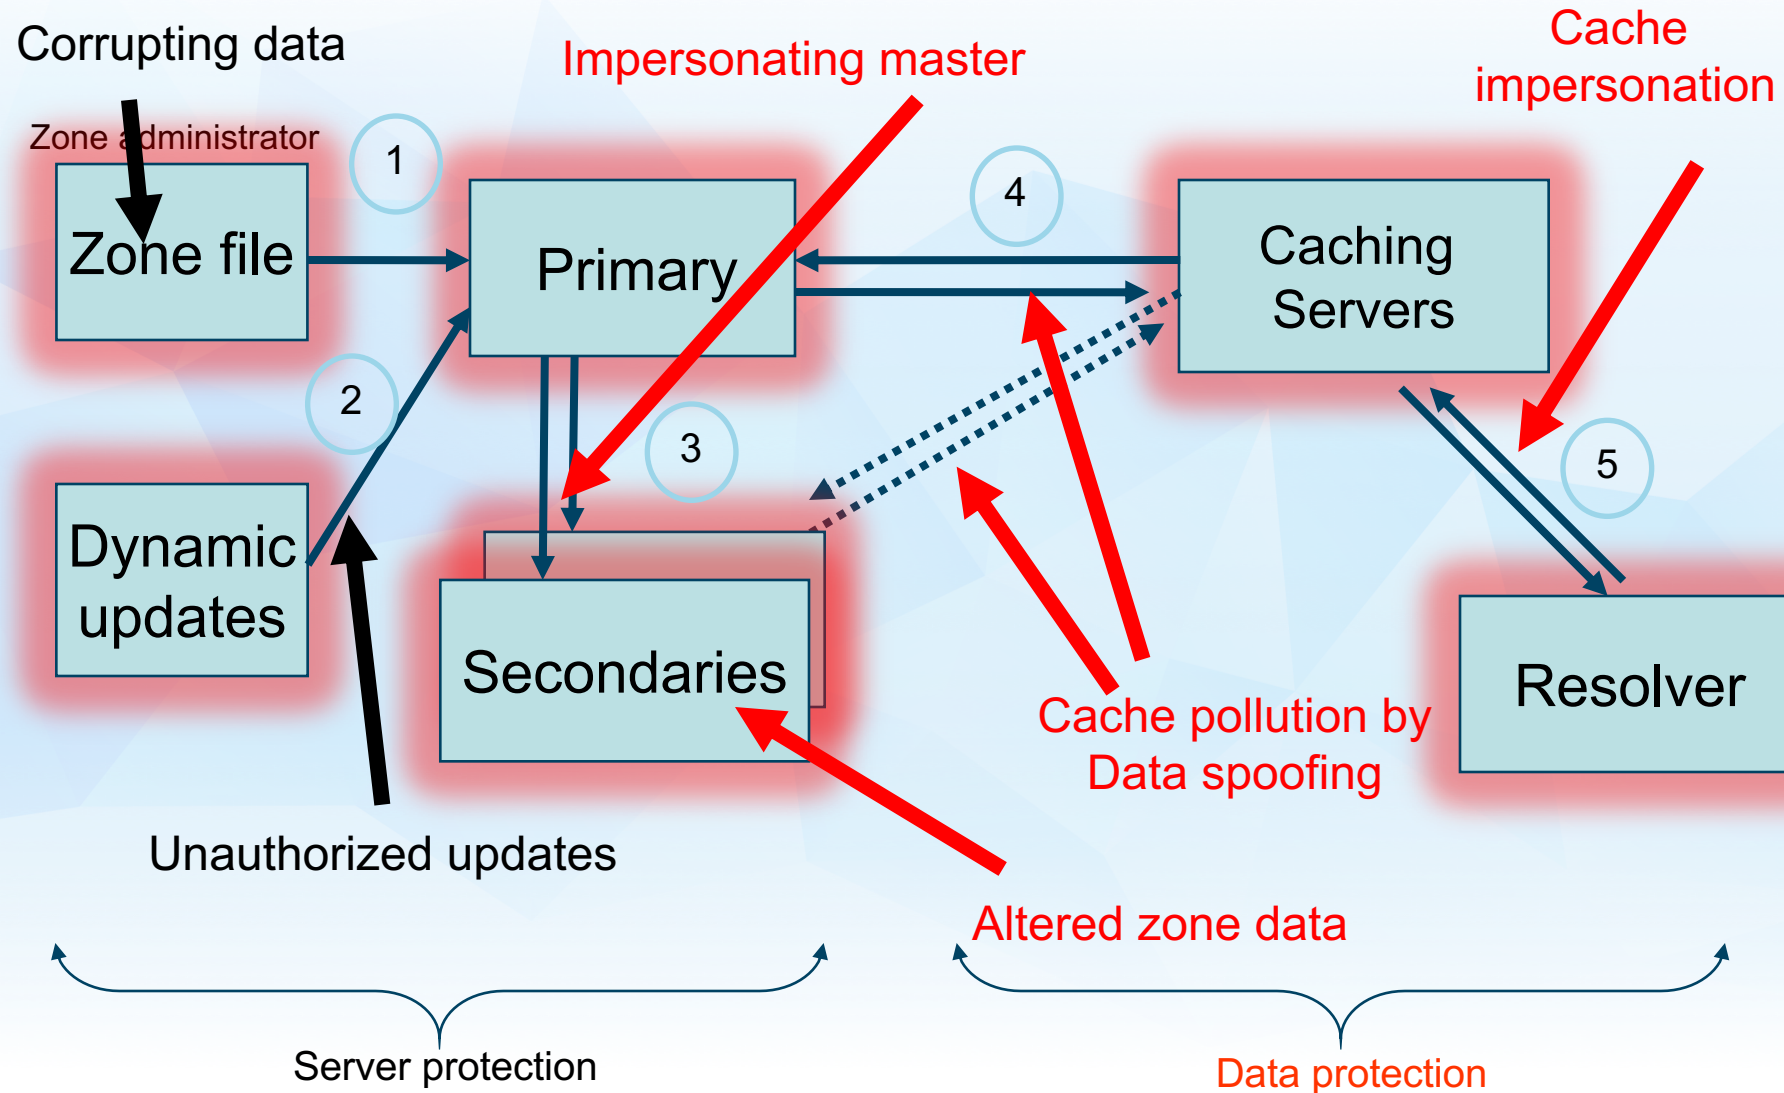 Corrupting data
Impersonating master
Cache
impersonation
Zone administrator
1
4
Zone file
Primary
Caching
Servers
2
3
5
Dynamic
updates
Secondaries
Resolver
Cache pollution by
Data spoofing
Unauthorized updates
Altered zone data
Server protection
Data protection